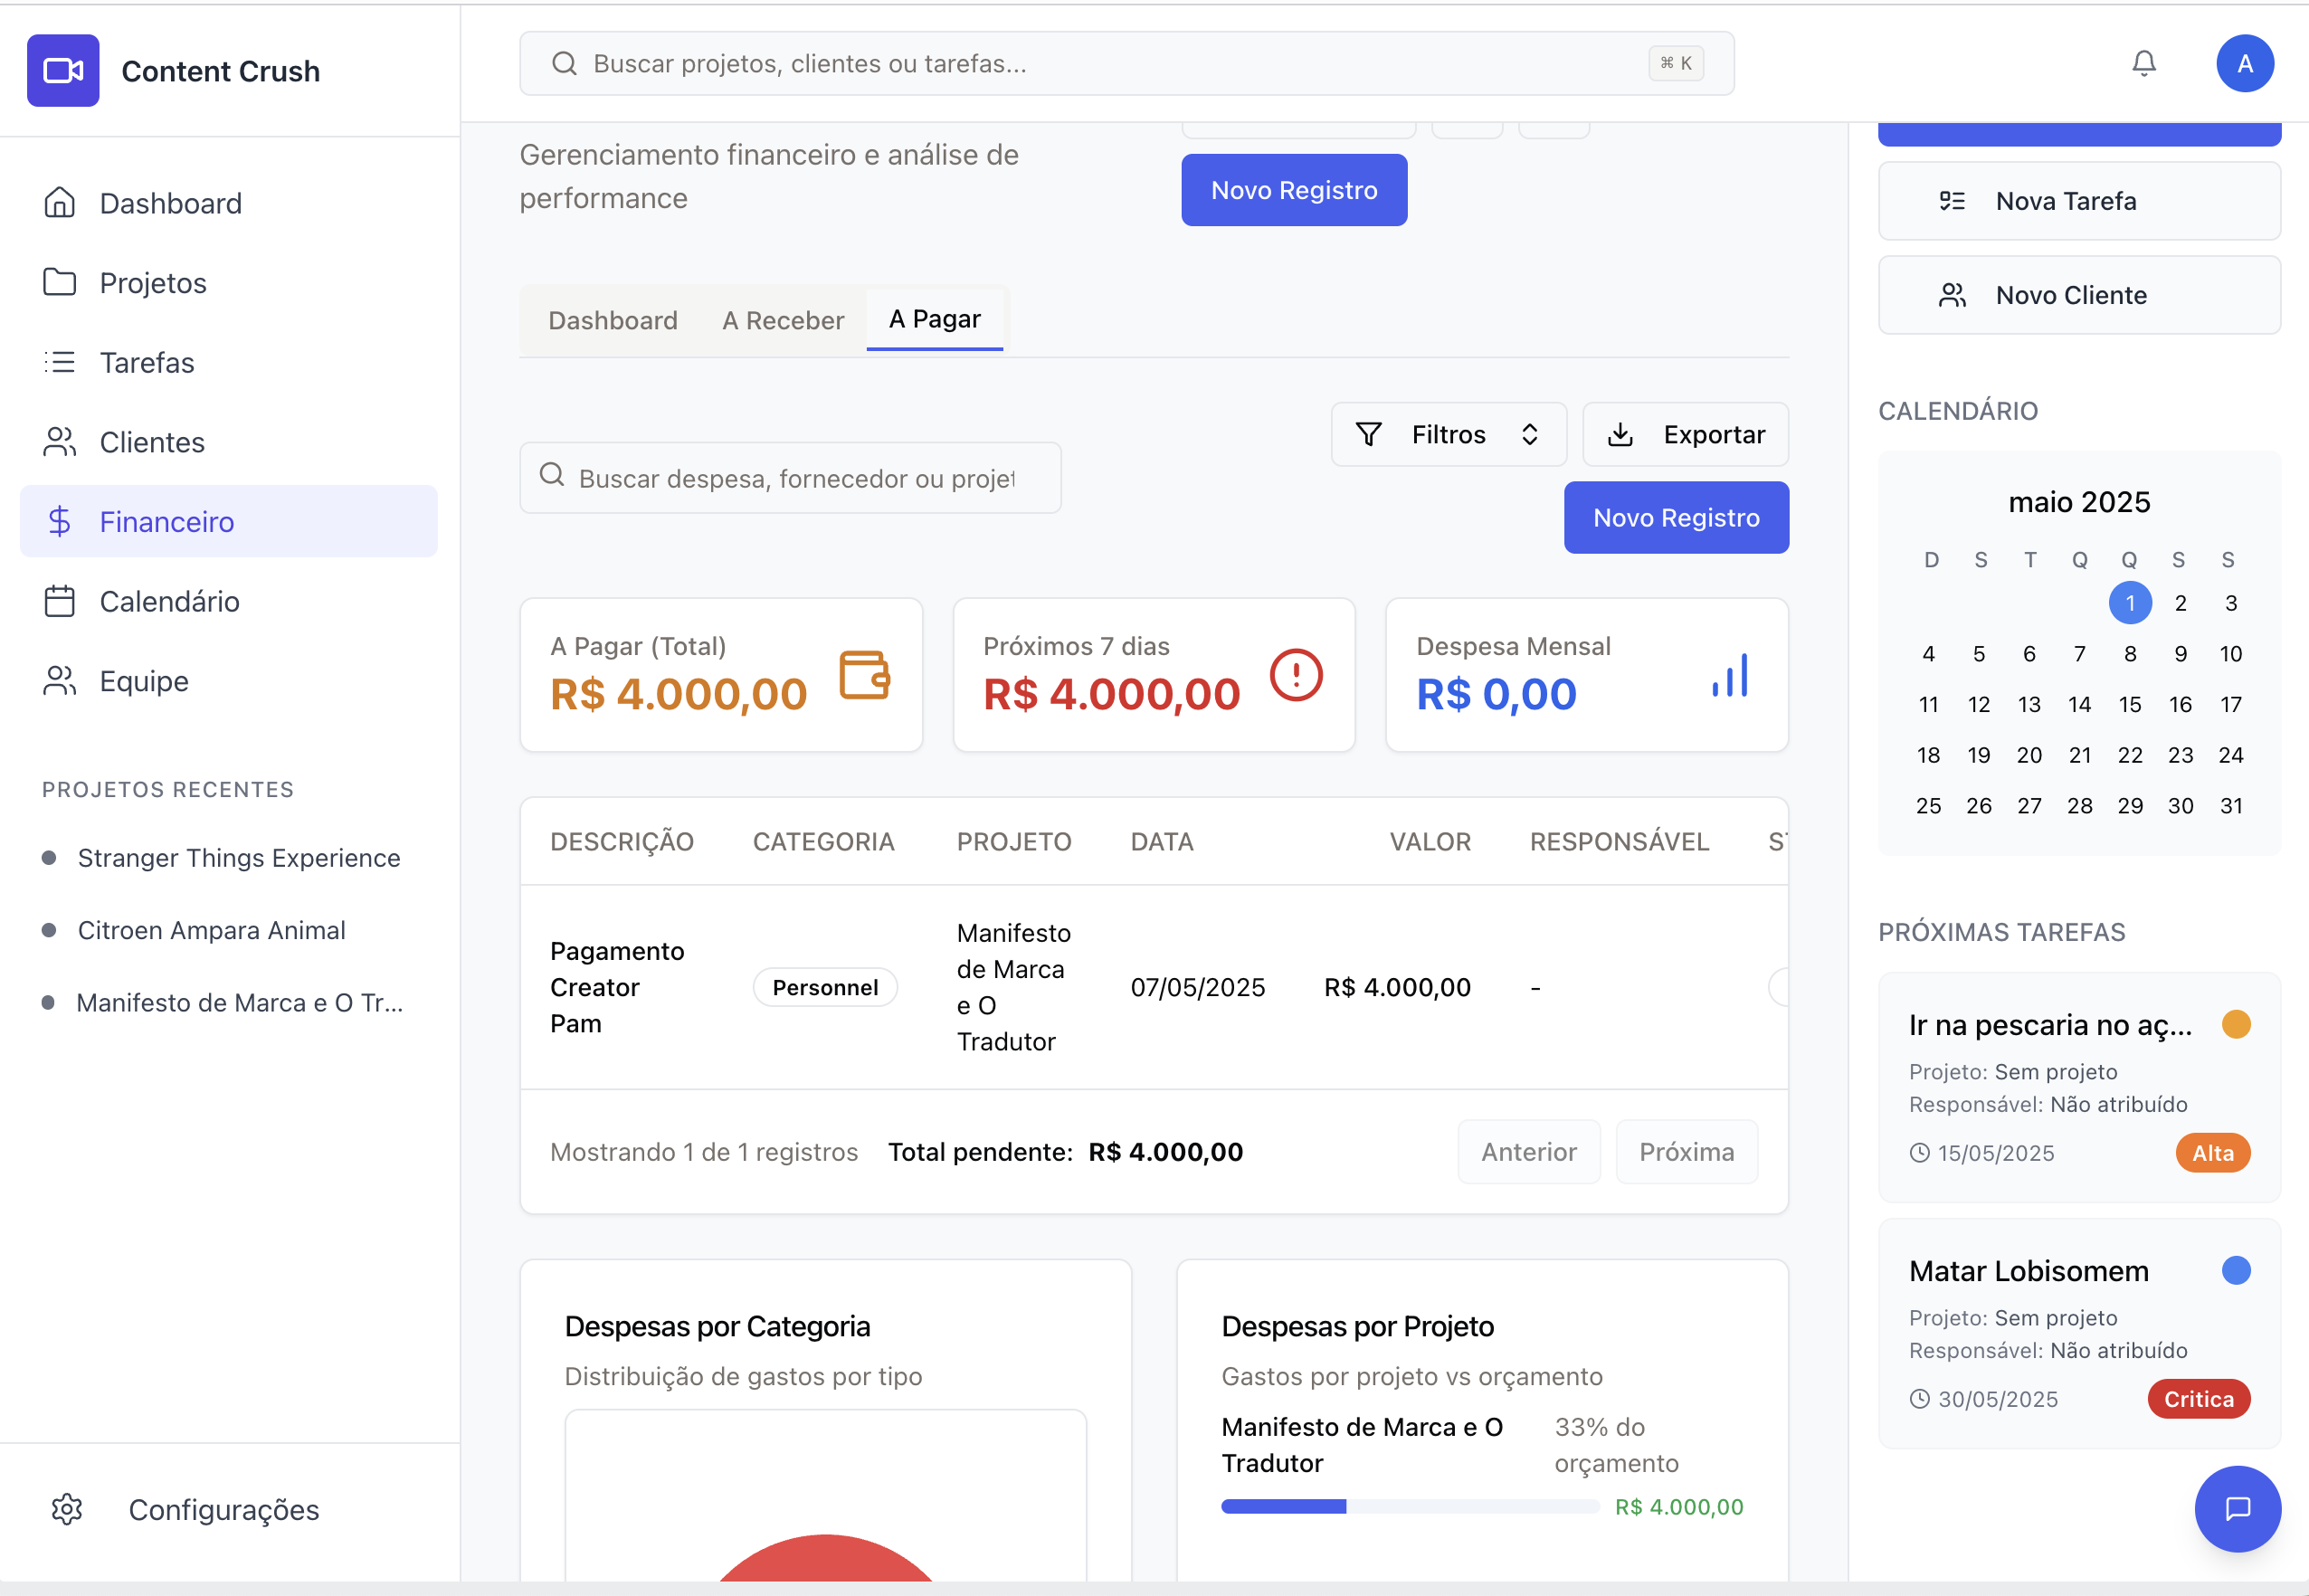 Content Crush
Buscar projetos, clientes ou tarefas...
⌘ K
A
Dashboard
Projetos
Tarefas
Clientes
Financeiro
Calendário
Equipe
PROJETOS RECENTES
Stranger Things Experience
Citroen Ampara Animal
Manifesto de Marca e O Tr...
Configurações
Gerenciamento financeiro e análise de
performance
Novo Registro
Dashboard
A Receber
A Pagar
Buscar despesa, fornecedor ou projet
Filtros
Exportar
Novo Registro
A Pagar (Total)
R$ 4.000,00
Próximos 7 dias
R$ 4.000,00
Despesa Mensal
R$ 0,00
DESCRIÇÃO CATEGORIA PROJETO DATA VALOR RESPONSÁVEL
Pagamento
Creator
Pam
Personnel
Manifesto
de Marca
e O
Tradutor
07/05/2025
R$ 4.000,00
-
Mostrando 1 de 1 registros
Total pendente: R$ 4.000,00
Anterior
Próxima
Despesas por Categoria
Distribuição de gastos por tipo
Despesas por Projeto
Gastos por projeto vs orçamento
Manifesto de Marca e O
Tradutor
33% do
orçamento
R$ 4.000,00
Nova Tarefa
Novo Cliente
CALENDÁRIO
maio 2025
D S T Q Q S S
1 2 3
4 5 6 7 8 9 10
11 12 13 14 15 16 17
18 19 20 21 22 23 24
25 26 27 28 29 30 31
PRÓXIMAS TAREFAS
Ir na pescaria no aç...
Projeto: Sem projeto
Responsável: Não atribuído
15/05/2025
Alta
Matar Lobisomem
Projeto: Sem projeto
Responsável: Não atribuído
30/05/2025
Critica